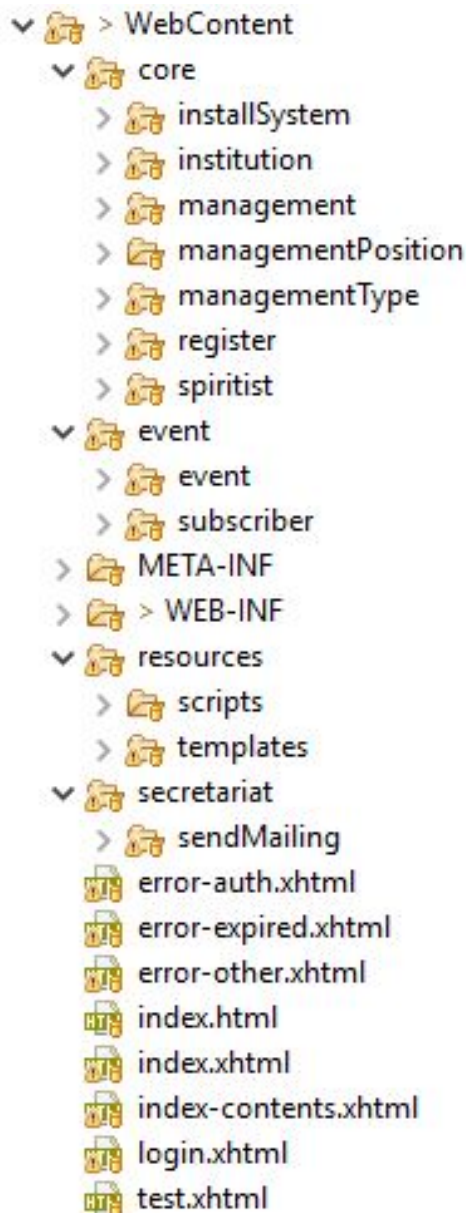 > WebContent
core
installSystem
institution
management
managementPosition
managementType
register
spiritist
event
event
subscriber
META-INF
> WEB-INF
resources
scripts
templates
secretariat
sendMailing
error-auth.xhtml
error-expired.xhtml
error-other.xhtml
index.html
index.xhtml
index-contents.xhtml
login.xhtml
test.xhtml